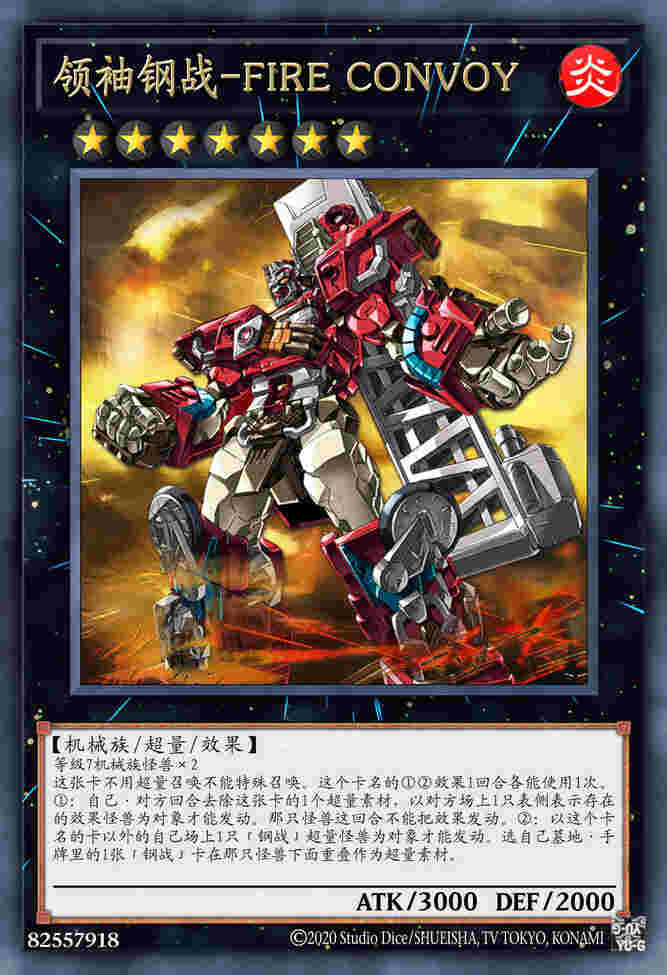 领袖钢战-FIRE CONVOY
炎
【机械族/超量/效果】
等级7机械族怪兽×2
这张卡不用超量召唤不能特殊召唤。这个卡名的①②效果1回合各能使用1次。
①：自己·对方回合去除这张卡的1个超量素材，以对方场上1只表侧表示存在
的效果怪兽为对象才能发动。那只怪兽这回合不能把效果发动。②：以这个卡
名的卡以外的自己场上1只「钢战」超量怪兽为对象才能发动。选自己墓地·手
牌里的1张「钢战」卡在那只怪兽下面重叠作为超量素材。
ATK/3000 DEF/2000
82557918
©2020 Studio Dice/SHUEISHA, TV TOKYO, KONAMI